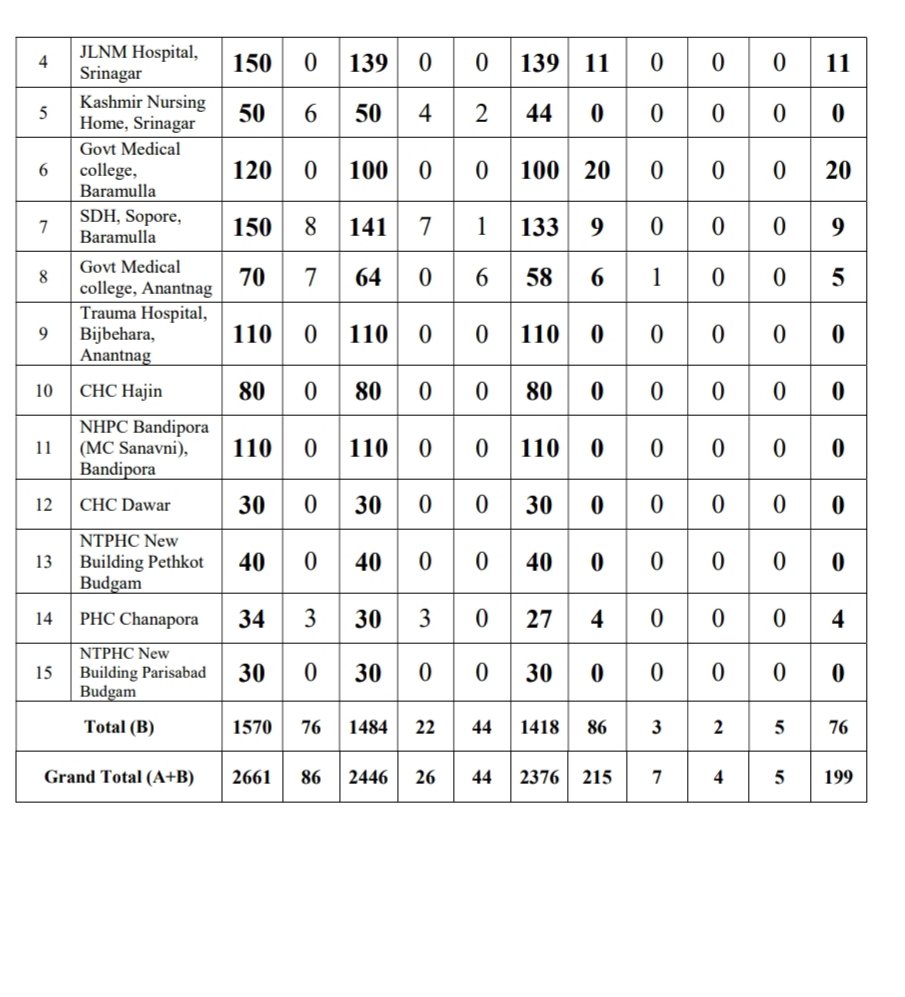 4 JLNM Hospital, Srinagar 150 0 139 0 0 139 11 0 0 0 11
5 Kashmir Nursing Home, Srinagar 50 6 50 4 2 44 0 0 0 0 0
6 Govt Medical college, Baramulla 120 0 100 0 0 100 20 0 0 0 20
7 SDH, Sopore, Baramulla 150 8 141 7 1 133 9 0 0 0 9
8 Govt Medical college, Anantnag 70 7 64 0 6 58 6 1 0 0 5
9 Trauma Hospital, Bijbehara, Anantnag 110 0 110 0 0 110 0 0 0 0 0
10 CHC Hajin 80 0 80 0 0 80 0 0 0 0 0
11 NHPC Bandipora (MC Sanavni), Bandipora 110 0 110 0 0 110 0 0 0 0 0
12 CHC Dawar 30 0 30 0 0 30 0 0 0 0 0
13 NTPHC New Building Pethkot Budgam 40 0 40 0 0 40 0 0 0 0 0
14 PHC Chanapora 34 3 30 3 0 27 4 0 0 0 4
15 NTPHC New Building Parisabad Budgam 30 0 30 0 0 30 0 0 0 0 0
Total (B) 1570 76 1484 22 44 1418 86 3 2 5 76
Grand Total (A+B) 2661 86 2446 26 44 2376 215 7 4 5 199